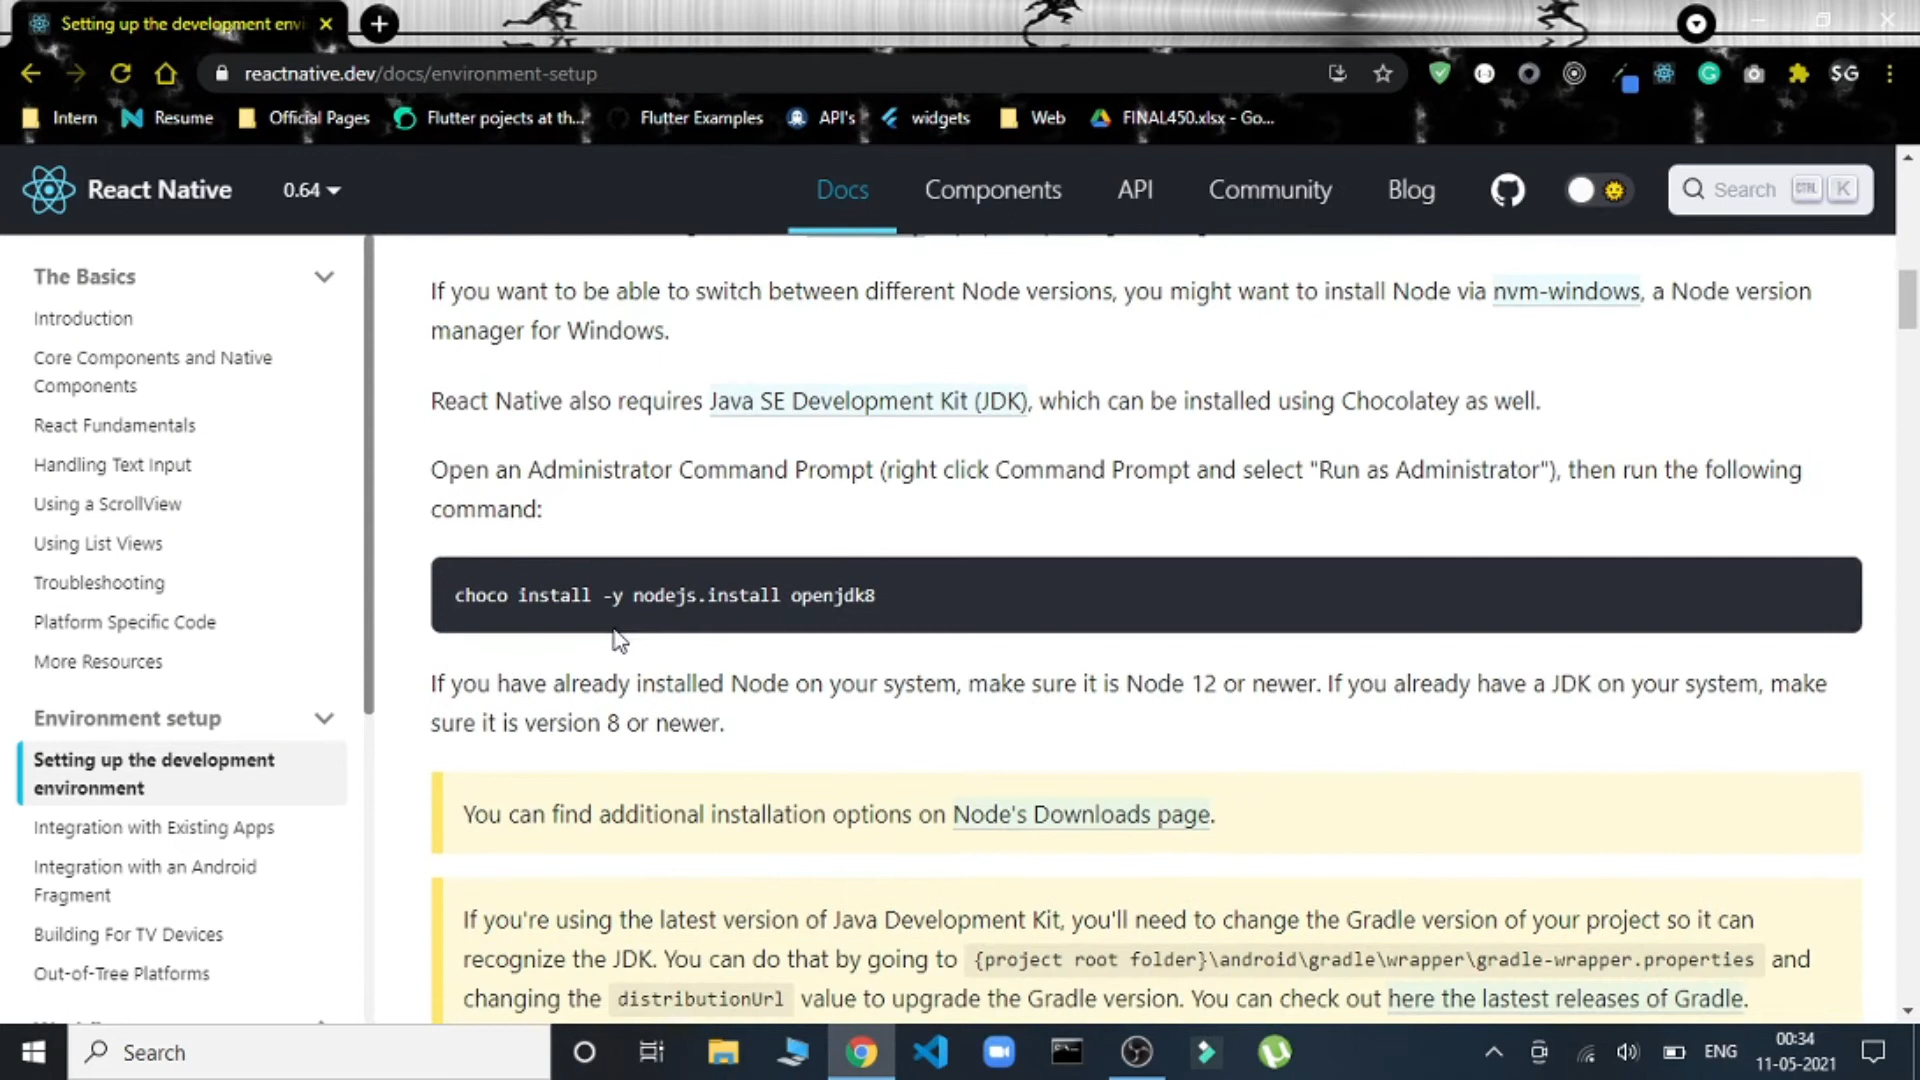 Setting up the development envi
reactnative.dev/docs/environment-setup
SG
Intern
Resume
Official Pages
Flutter pojects at th...
Flutter Examples
API's
widgets
Web
FINAL450.xlsx - Go...
React Native
0.64
Docs
Components
API
Community
Blog
Search CTRL K
The Basics
Introduction
Core Components and Native
Components
React Fundamentals
Handling Text Input
Using a ScrollView
Using List Views
Troubleshooting
Platform Specific Code
More Resources
Environment setup
Setting up the development
environment
Integration with Existing Apps
Integration with an Android
Fragment
Building For TV Devices
Out-of-Tree Platforms
If you want to be able to switch between different Node versions, you might want to install Node via nvm-windows, a Node version
manager for Windows.
React Native also requires Java SE Development Kit (JDK), which can be installed using Chocolatey as well.
Open an Administrator Command Prompt (right click Command Prompt and select "Run as Administrator"), then run the following
command:
choco install -y nodejs.install openjdk8
If you have already installed Node on your system, make sure it is Node 12 or newer. If you already have a JDK on your system, make
sure it is version 8 or newer.
You can find additional installation options on Node's Downloads page.
If you're using the latest version of Java Development Kit, you'll need to change the Gradle version of your project so it can
recognize the JDK. You can do that by going to {project root folder}\android\gradle\wrapper\gradle-wrapper.properties and
changing the distributionUrl value to upgrade the Gradle version. You can check out here the lastest releases of Gradle.
Search
ENG
00:34
11-05-2021